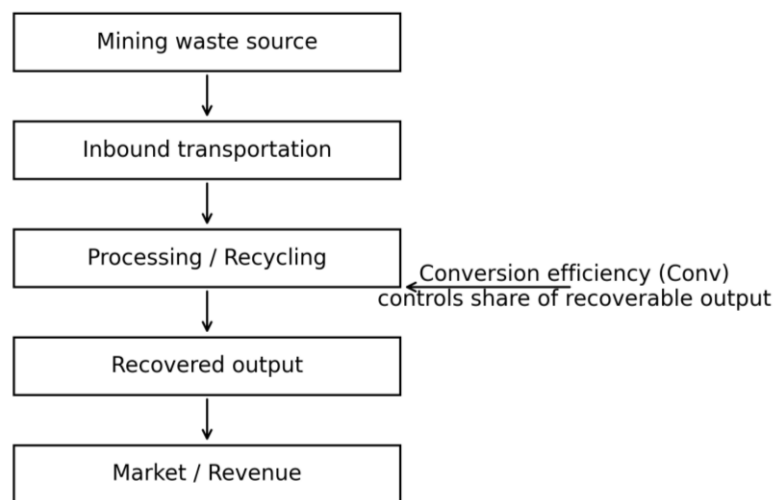 Mining waste source
Inbound transportation
Processing / Recycling
Conversion efficiency (Conv)
controls share of recoverable output
Recovered output
Market / Revenue